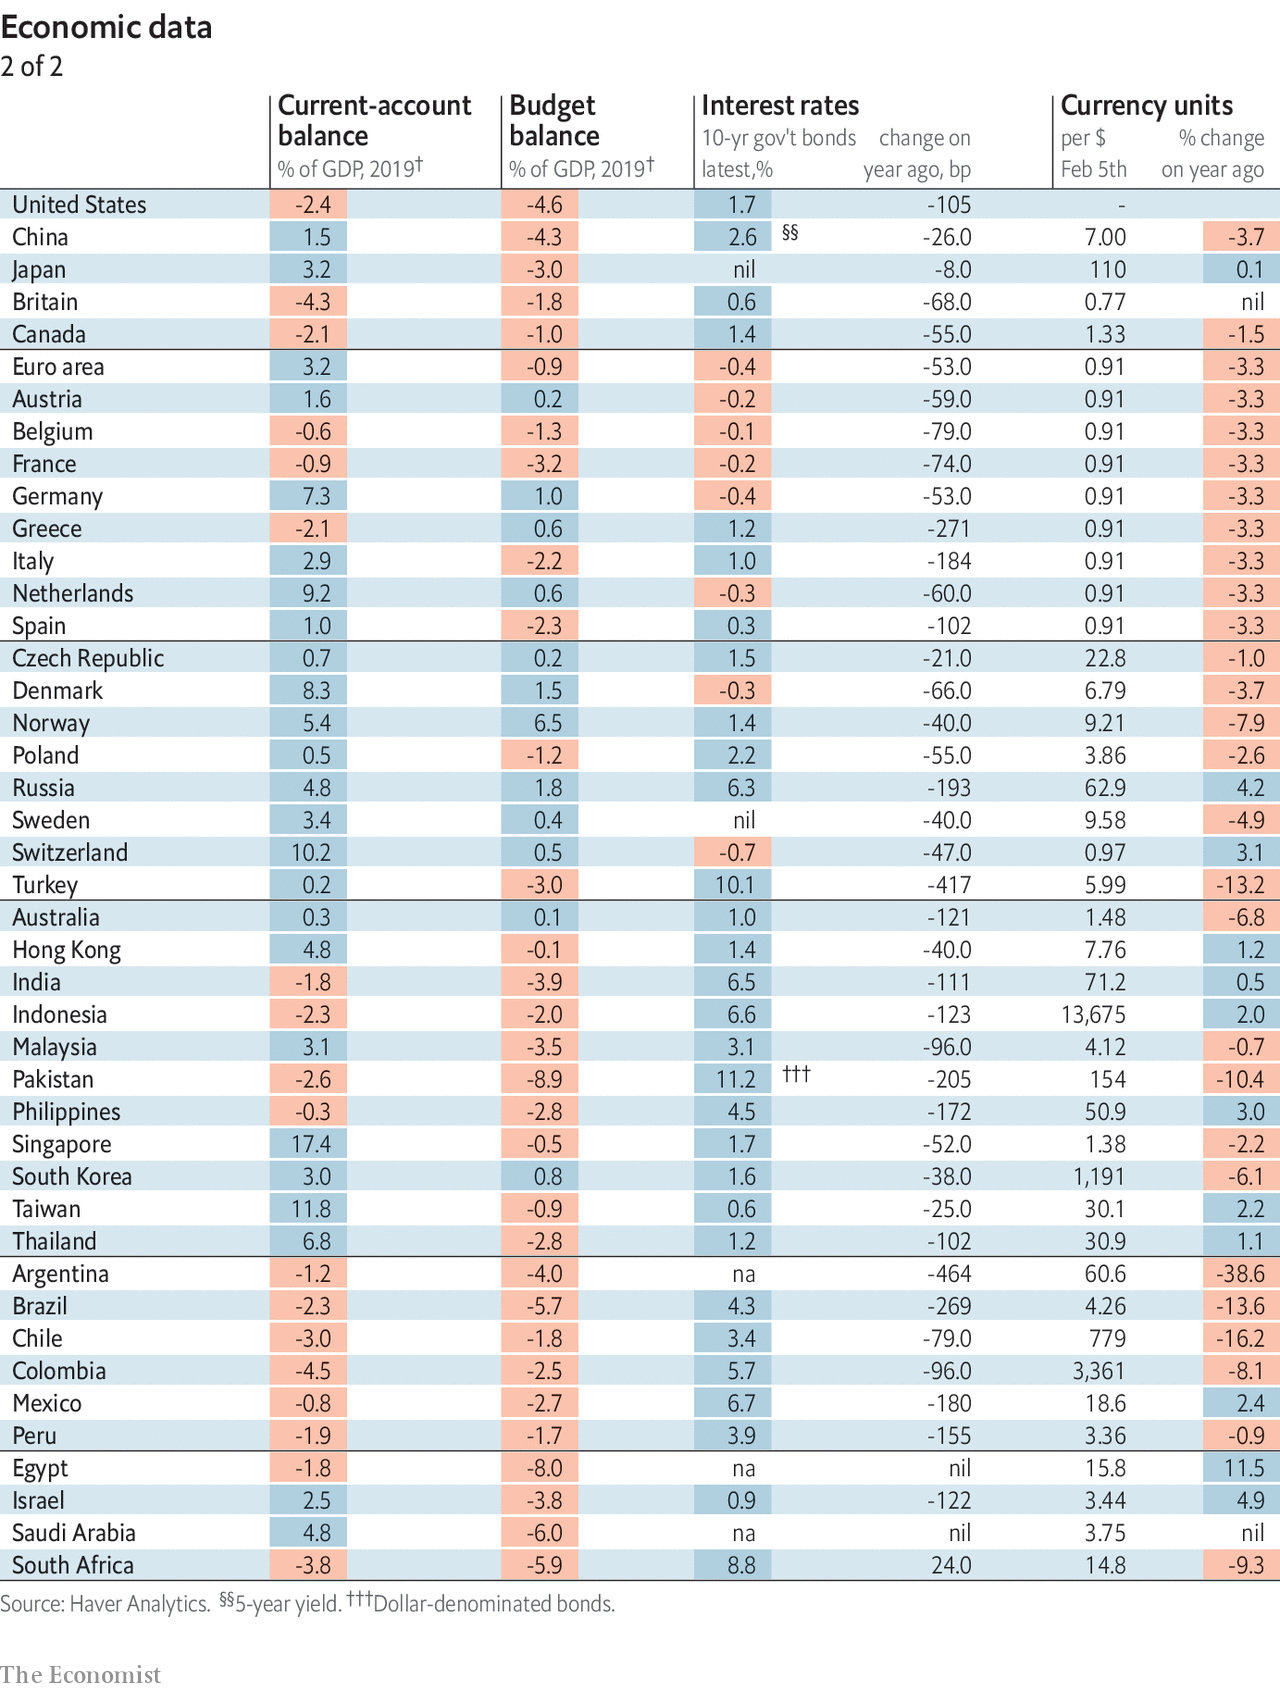 Economic data
2 of 2
Current-account balance Budget balance Interest rates Currency units
% of GDP, 2019† % of GDP, 2019† 10-yr gov't bonds latest,% change on year ago, bp per $ Feb 5th % change on year ago
United States -2.4 -4.6 1.7 -105 -
China 1.5 -4.3 2.6 §§ -26.0 7.00 -3.7
Japan 3.2 -3.0 nil -8.0 110 0.1
Britain -4.3 -1.8 0.6 -68.0 0.77 nil
Canada -2.1 -1.0 1.4 -55.0 1.33 -1.5
Euro area 3.2 -0.9 -0.4 -53.0 0.91 -3.3
Austria 1.6 0.2 -0.2 -59.0 0.91 -3.3
Belgium -0.6 -1.3 -0.1 -79.0 0.91 -3.3
France -0.9 -3.2 -0.2 -74.0 0.91 -3.3
Germany 7.3 1.0 -0.4 -53.0 0.91 -3.3
Greece -2.1 0.6 1.2 -271 0.91 -3.3
Italy 2.9 -2.2 1.0 -184 0.91 -3.3
Netherlands 9.2 0.6 -0.3 -60.0 0.91 -3.3
Spain 1.0 -2.3 0.3 -102 0.91 -3.3
Czech Republic 0.7 0.2 1.5 -21.0 22.8 -1.0
Denmark 8.3 1.5 -0.3 -66.0 6.79 -3.7
Norway 5.4 6.5 1.4 -40.0 9.21 -7.9
Poland 0.5 -1.2 2.2 -55.0 3.86 -2.6
Russia 4.8 1.8 6.3 -193 62.9 4.2
Sweden 3.4 0.4 nil -40.0 9.58 -4.9
Switzerland 10.2 0.5 -0.7 -47.0 0.97 3.1
Turkey 0.2 -3.0 10.1 -417 5.99 -13.2
Australia 0.3 0.1 1.0 -121 1.48 -6.8
Hong Kong 4.8 -0.1 1.4 -40.0 7.76 1.2
India -1.8 -3.9 6.5 -111 71.2 0.5
Indonesia -2.3 -2.0 6.6 -123 13,675 2.0
Malaysia 3.1 -3.5 3.1 -96.0 4.12 -0.7
Pakistan -2.6 -8.9 11.2 ††† -205 154 -10.4
Philippines -0.3 -2.8 4.5 -172 50.9 3.0
Singapore 17.4 -0.5 1.7 -52.0 1.38 -2.2
South Korea 3.0 0.8 1.6 -38.0 1,191 -6.1
Taiwan 11.8 -0.9 0.6 -25.0 30.1 2.2
Thailand 6.8 -2.8 1.2 -102 30.9 1.1
Argentina -1.2 -4.0 na -464 60.6 -38.6
Brazil -2.3 -5.7 4.3 -269 4.26 -13.6
Chile -3.0 -1.8 3.4 -79.0 779 -16.2
Colombia -4.5 -2.5 5.7 -96.0 3,361 -8.1
Mexico -0.8 -2.7 6.7 -180 18.6 2.4
Peru -1.9 -1.7 3.9 -155 3.36 -0.9
Egypt -1.8 -8.0 na nil 15.8 11.5
Israel 2.5 -3.8 0.9 -122 3.44 4.9
Saudi Arabia 4.8 -6.0 na nil 3.75 nil
South Africa -3.8 -5.9 8.8 24.0 14.8 -9.3
Source: Haver Analytics. §§5-year yield. †††Dollar-denominated bonds.
The Economist